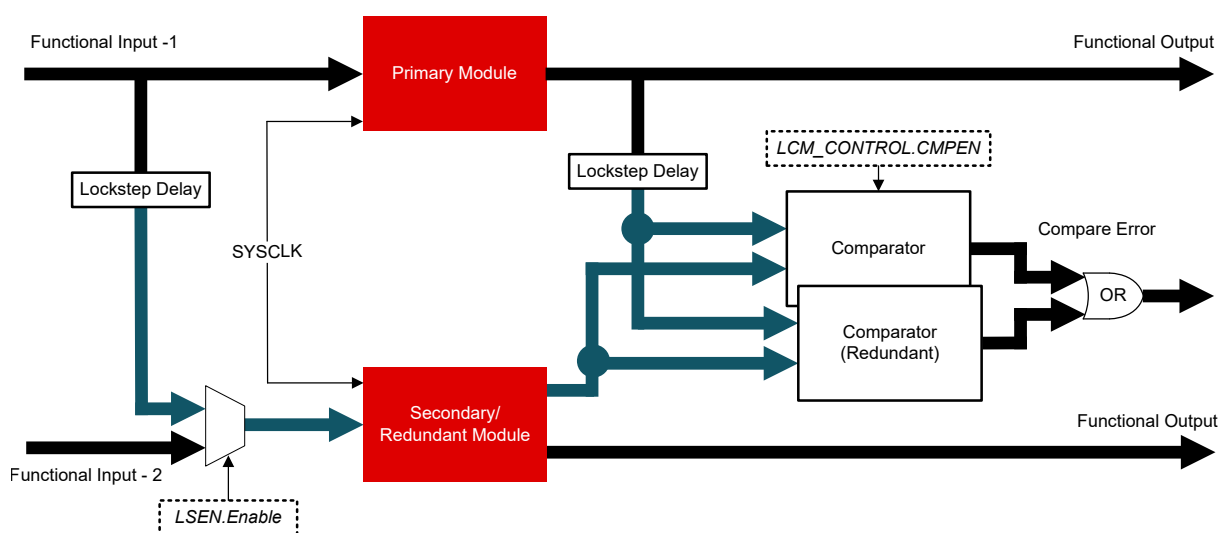 Functional Input -1
Primary Module
Functional Output
LCM_CONTROL.CMPEN
Lockstep Delay
Lockstep Delay
Comparator
Compare Error
SYSCLK
OR
Comparator
(Redundant)
Secondary/
Redundant Module
Functional Output
Functional Input - 2
LSEN.Enable